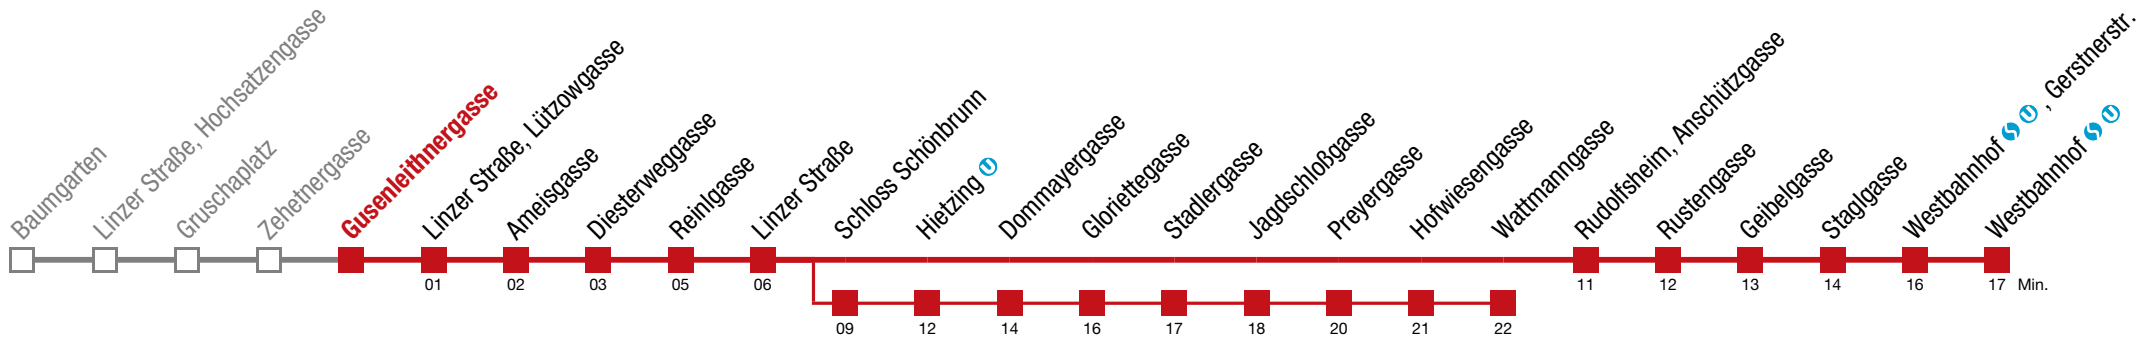 Baumgarten
Linzer Straße, Hochsatzengasse
Gruschaplatz
Zehetnergasse
Gusenleithnergasse
Linzer Straße, Lützowgasse
Ameisgasse
Diesterweggasse
Reinlgasse
Linzer Straße
Schloss Schönbrunn
Hietzing U
Dommayergasse
Gloriettegasse
Stadlergasse
Jagdschloßgasse
Preyergasse
Hofwiesengasse
Wattmanngasse
Rudolfsheim, Anschützgasse
Rustengasse
Geibelgasse
Staglgasse
Westbahnhof S U, Gerstnerstr.
Westbahnhof S U
01 02 03 05 06 11 12 13 14 16 17 Min.
09 12 14 16 17 18 20 21 22